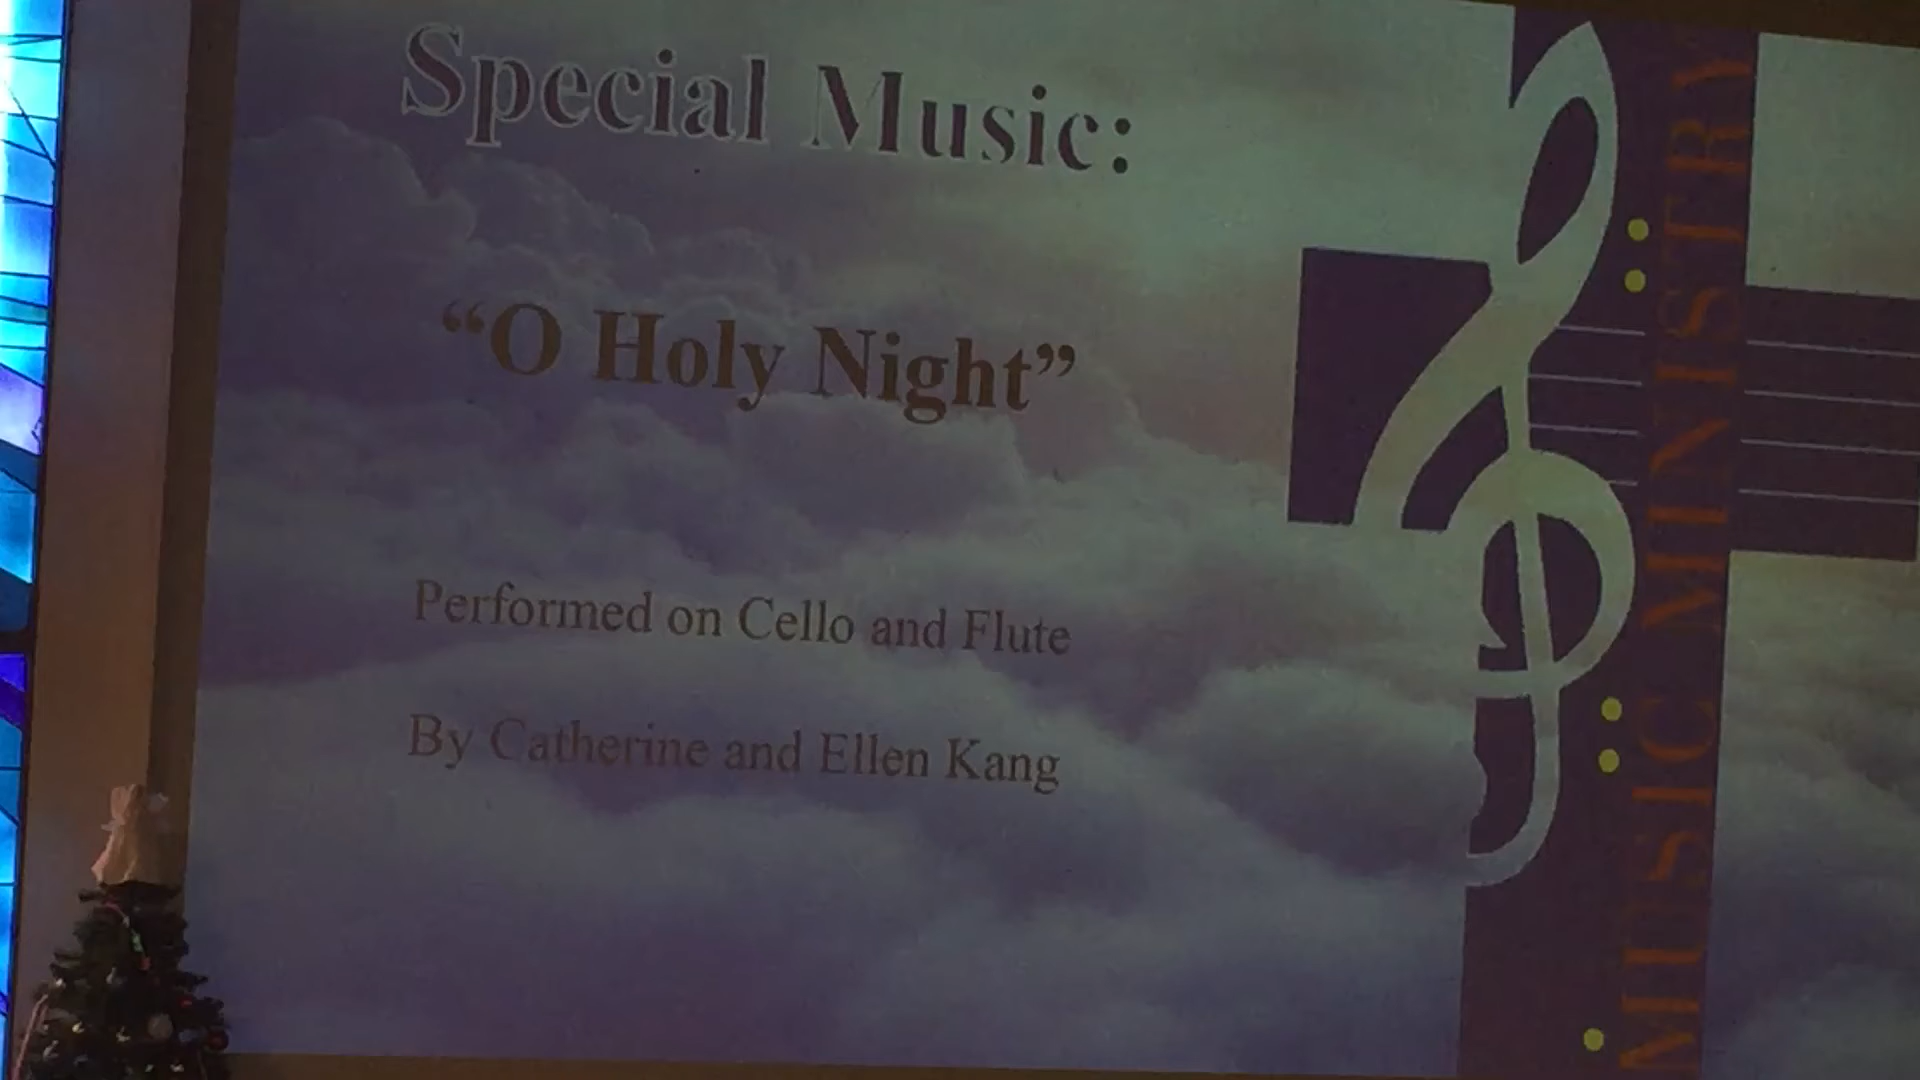 Special Music:
“O Holy Night”
Performed on Cello and Flute
By Catherine and Ellen Kang
MUSIC MINISTRY